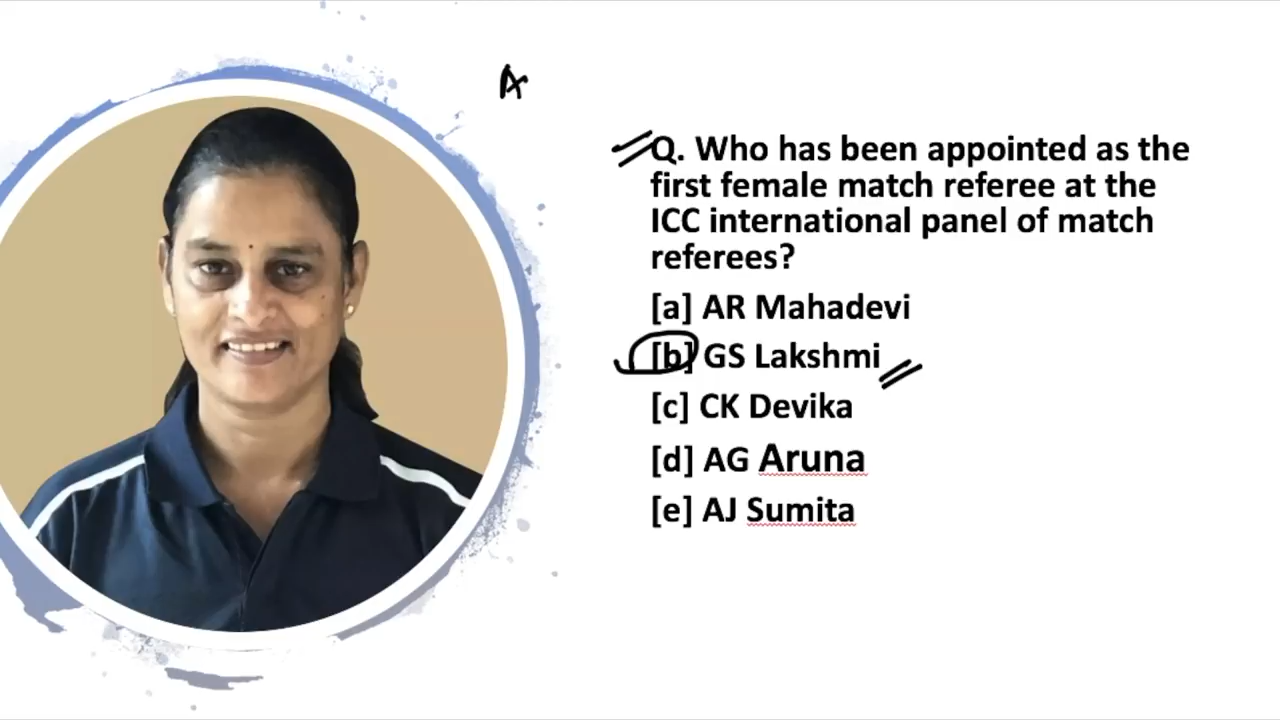 A
Q. Who has been appointed as the
first female match referee at the
ICC international panel of match
referees?
[a] AR Mahadevi
[b] GS Lakshmi
[c] CK Devika
[d] AG Aruna
[e] AJ Sumita